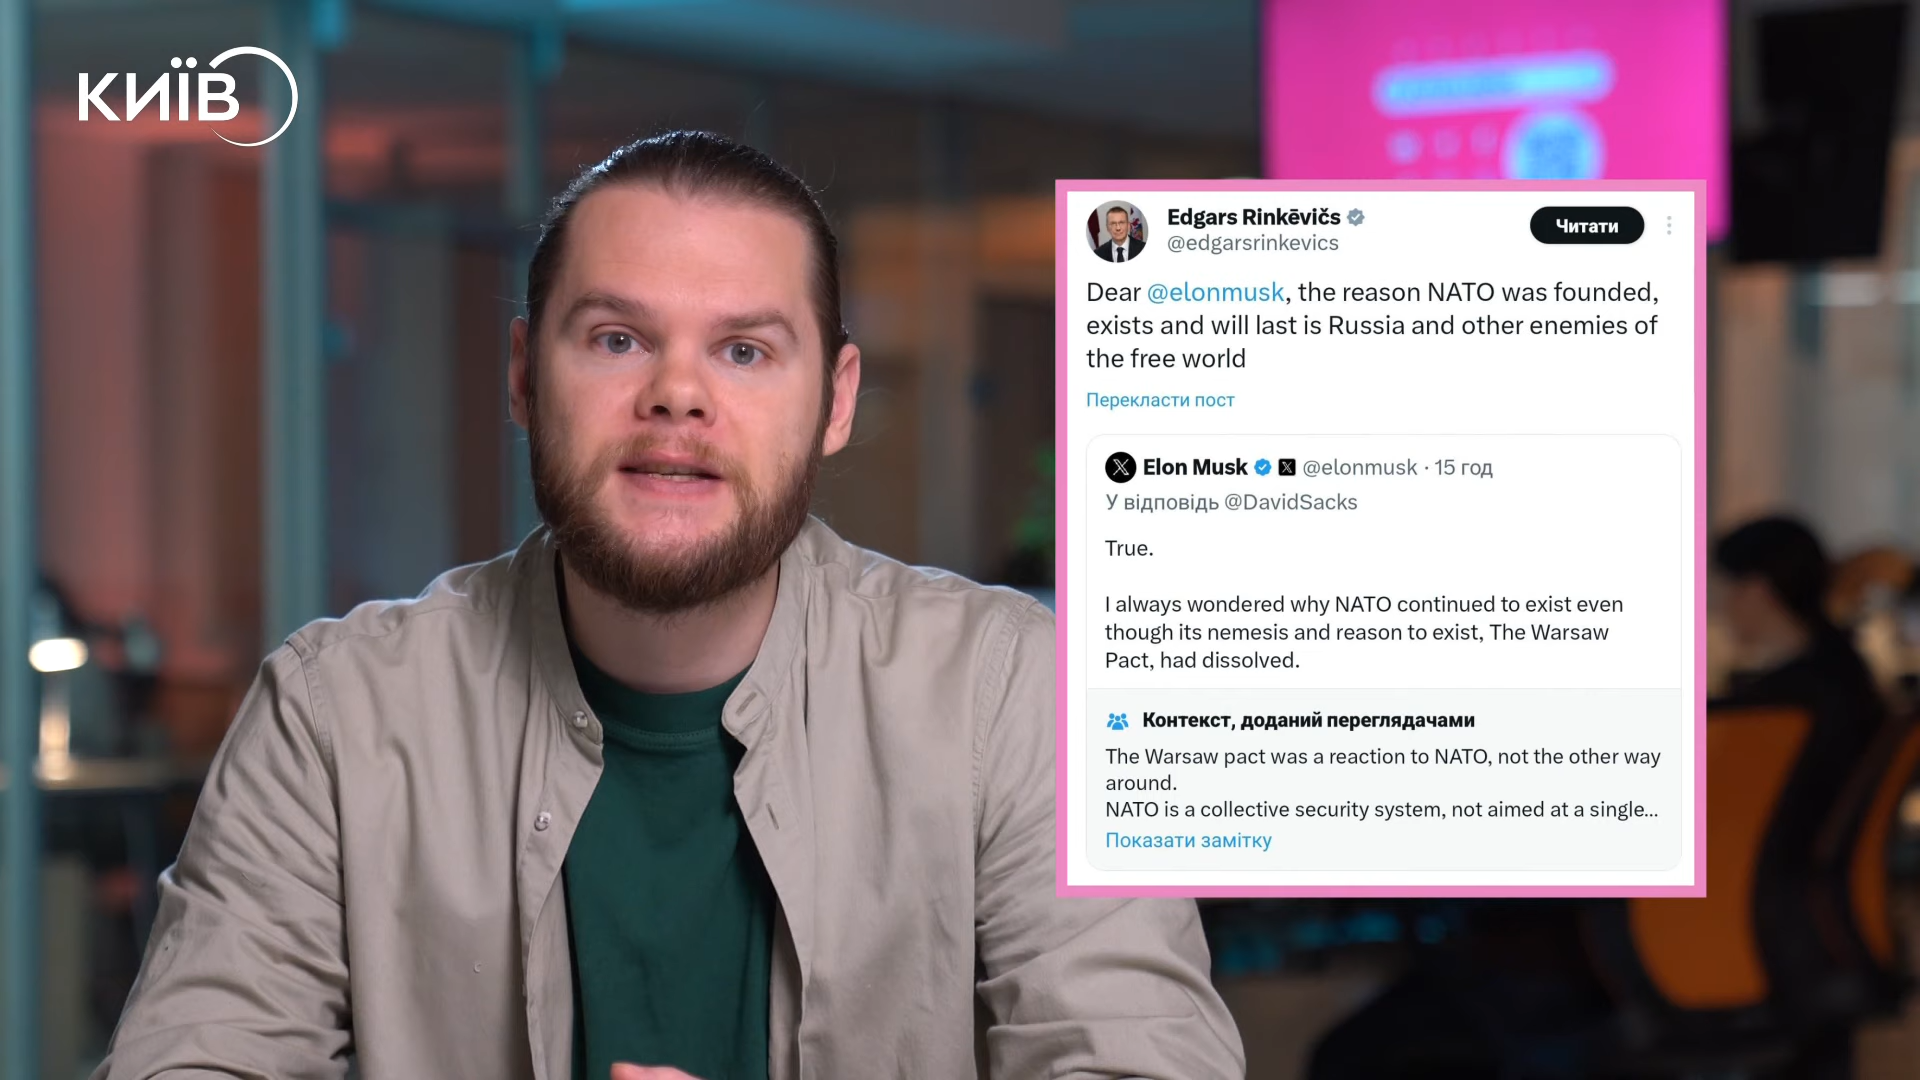 КИЇВ
Edgars Rinkēvičs
@edgarsrinkevics
Читати
Dear @elonmusk, the reason NATO was founded,
exists and will last is Russia and other enemies of
the free world
Перекласти пост
Elon Musk @elonmusk · 15 год
У відповідь @DavidSacks
True.
I always wondered why NATO continued to exist even
though its nemesis and reason to exist, The Warsaw
Pact, had dissolved.
Контекст, доданий переглядачами
The Warsaw pact was a reaction to NATO, not the other way
around.
NATO is a collective security system, not aimed at a single...
Показати замітку